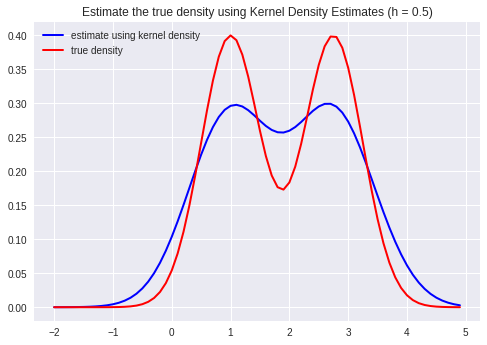 Estimate the true density using Kernel Density Estimates (h = 0.5)
estimate using kernel density
true density
0.40
0.35
0.30
0.25
0.20
0.15
0.10
0.05
0.00
−2 −1 0 1 2 3 4 5